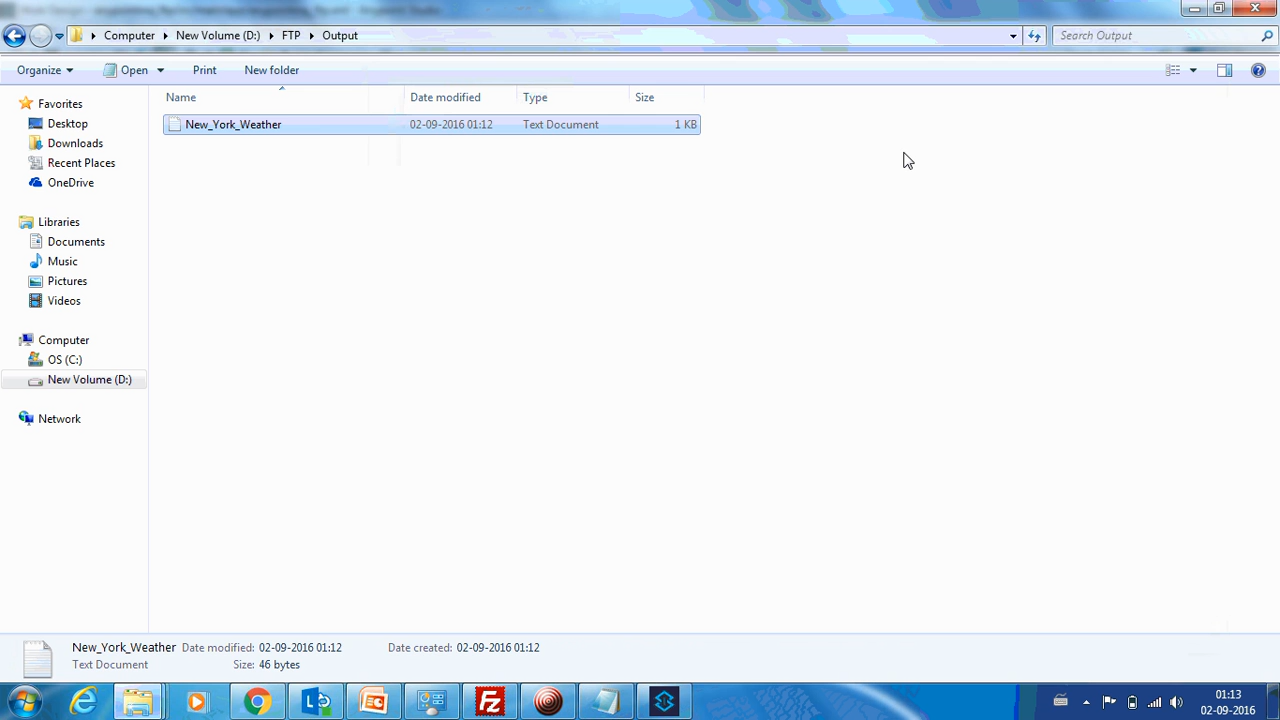 Computer New Volume (D:) FTP Output Search Output
Organize Open Print New folder
Name Date modified Type Size
New_York_Weather 02-09-2016 01:12 Text Document 1 KB
Favorites
Desktop
Downloads
Recent Places
OneDrive
Libraries
Documents
Music
Pictures
Videos
Computer
OS (C:)
New Volume (D:)
Network
New_York_Weather Date modified: 02-09-2016 01:12 Date created: 02-09-2016 01:12
Text Document Size: 46 bytes
01:13
02-09-2016